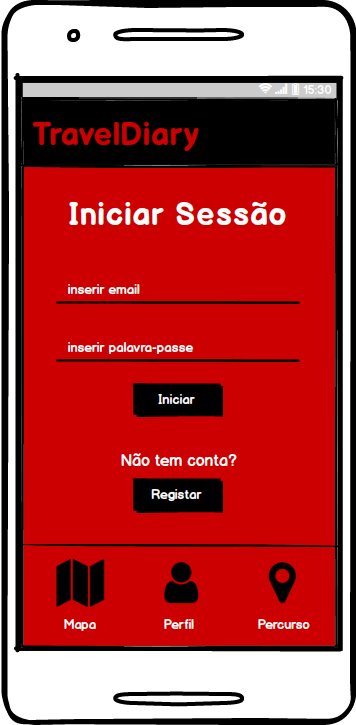 15:30
TravelDiary
Iniciar Sessão
inserir email
inserir palavra-passe
Iniciar
Não tem conta?
Registar
Mapa Perfil Percurso